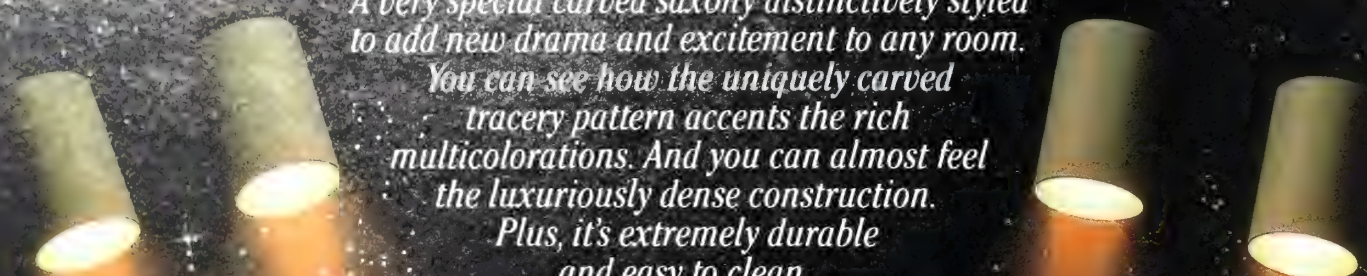 A very special carved saxony distinctively styled
to add new drama and excitement to any room.
You can see how the uniquely carved
tracery pattern accents the rich
multicolorations. And you can almost feel
the luxuriously dense construction.
Plus, it's extremely durable
and easy to clean.